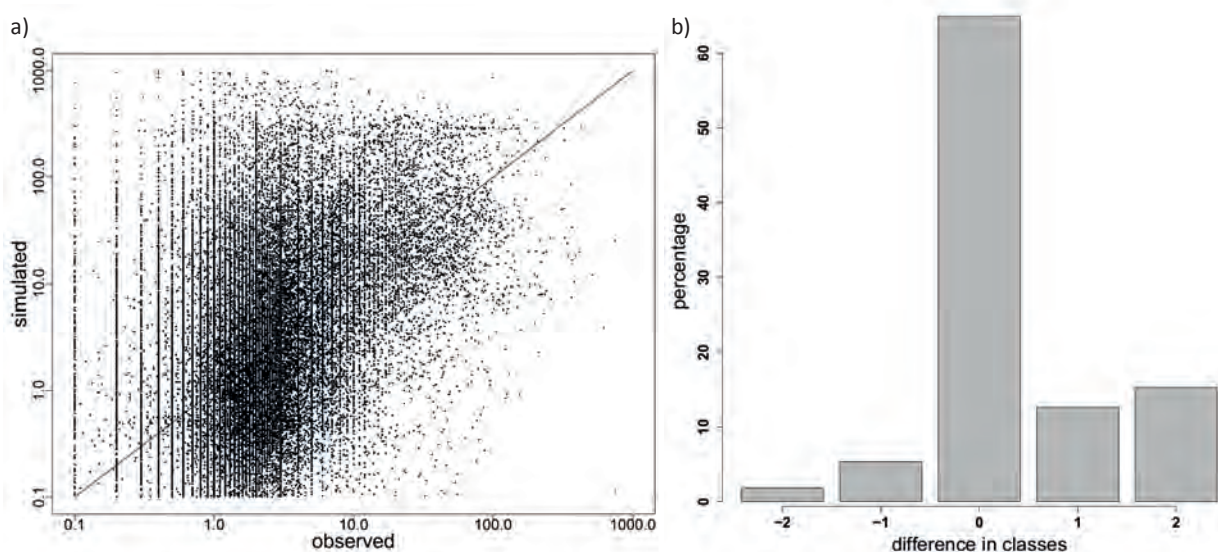 a)
1000.0
100.0
10.0
1.0
0.1
simulated
0.1 1.0 10.0 100.0 1000.0
observed
b)
60
50
40
30
20
10
0
percentage
−2 −1 0 1 2
difference in classes